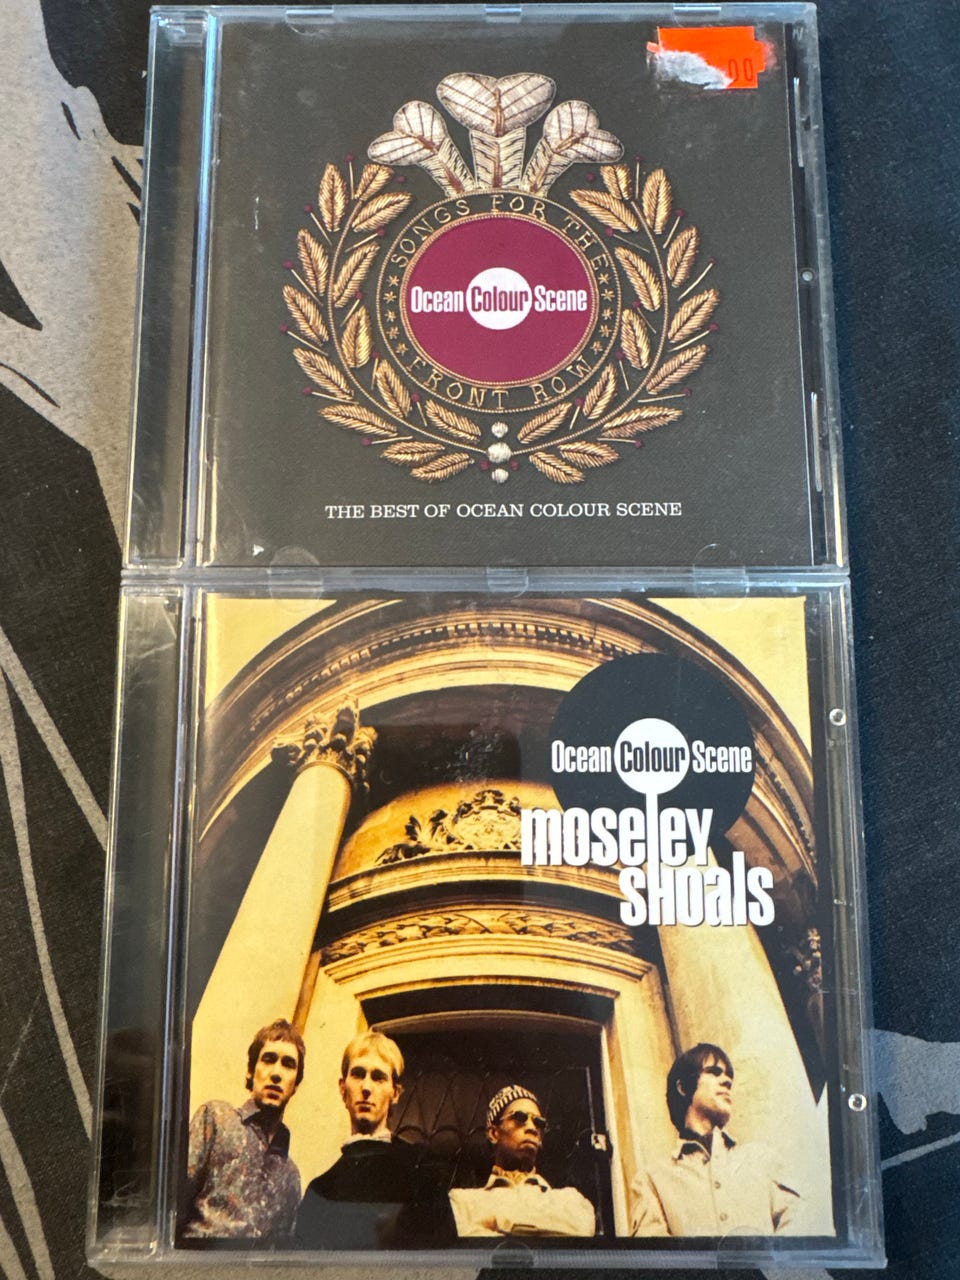 00
SONGS FOR THE
Ocean Colour Scene
FRONT ROW
THE BEST OF OCEAN COLOUR SCENE
Ocean Colour Scene
moseley
shoals